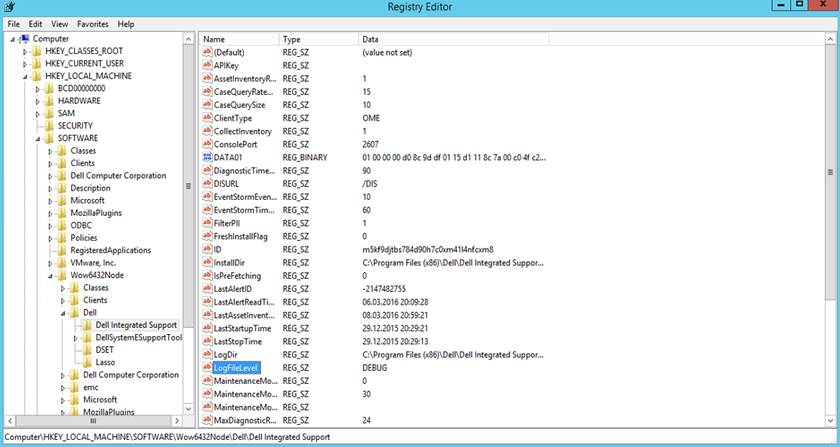 Registry Editor
File Edit View Favorites Help
Computer
HKEY_CLASSES_ROOT
HKEY_CURRENT_USER
HKEY_LOCAL_MACHINE
BCD00000000
HARDWARE
SAM
SECURITY
SOFTWARE
Classes
Clients
Dell Computer Corporation
Description
Microsoft
MozillaPlugins
ODBC
Policies
RegisteredApplications
VMware, Inc.
Wow6432Node
Classes
Clients
Dell
Dell Integrated Support
DellSystemESupportTool
DSET
Lasso
Dell Computer Corporation
emc
Microsoft
MozillaPlugins
Name Type Data
(Default) REG_SZ (value not set)
APIKey REG_SZ
AssetInventoryR... REG_SZ 1
CaseQueryRate... REG_SZ 15
CaseQuerySize REG_SZ 10
ClientType REG_SZ OME
CollectInventory REG_SZ 1
ConsolePort REG_SZ 2607
DATA01 REG_BINARY 01 00 00 00 d0 8c 9d df 01 15 d1 11 8c 7a 00 c0 4f c2...
DiagnosticTime... REG_SZ 90
DISURL REG_SZ /DIS
EventStormEven... REG_SZ 10
EventStormTim... REG_SZ 60
FilterPII REG_SZ 1
FreshInstallFlag REG_SZ 0
ID REG_SZ
InstallDir REG_SZ C:\Program Files (x86)\Dell\Dell Integrated Suppor...
IsPreFetching REG_SZ 0
LastAlertID REG_SZ -2147482755
LastAlertReadTi... REG_SZ 06.03.2016 20:09:28
LastAssetInvent... REG_SZ 08.03.2016 20:59:21
LastStartupTime REG_SZ 29.12.2015 20:29:21
LastStopTime REG_SZ 29.12.2015 20:29:13
LogDir REG_SZ C:\Program Files (x86)\Dell\Dell Integrated Suppor...
LogFileLevel REG_SZ DEBUG
MaintenanceMo... REG_SZ 0
MaintenanceMo... REG_SZ 30
MaintenanceMo... REG_SZ
MaxDiagnosticR... REG_SZ 24
Computer\HKEY_LOCAL_MACHINE\SOFTWARE\Wow6432Node\Dell\Dell Integrated Support